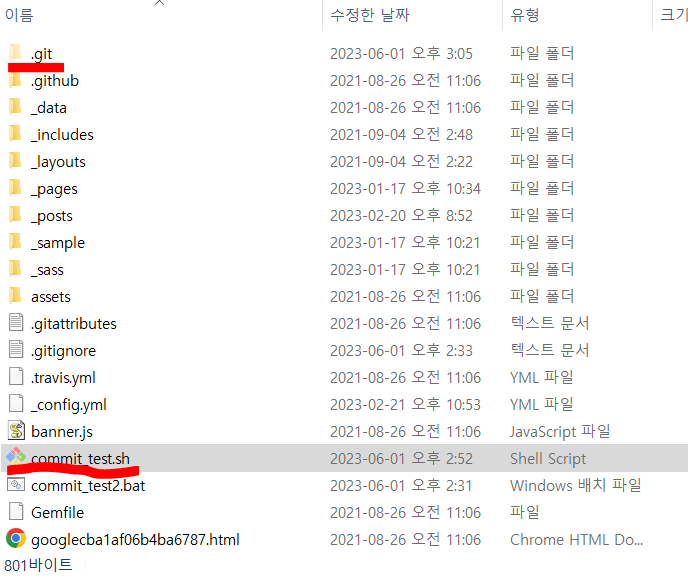 이름 수정한 날짜 유형 크기
.git 2023-06-01 오후 3:05 파일 폴더
.github 2021-08-26 오전 11:06 파일 폴더
_data 2021-08-26 오전 11:06 파일 폴더
_includes 2021-09-04 오전 2:48 파일 폴더
_layouts 2021-09-04 오전 2:22 파일 폴더
_pages 2023-01-17 오후 10:34 파일 폴더
_posts 2023-02-20 오후 8:52 파일 폴더
_sample 2023-01-17 오후 10:21 파일 폴더
_sass 2023-01-17 오후 10:21 파일 폴더
assets 2021-08-26 오전 11:06 파일 폴더
.gitattributes 2021-08-26 오전 11:06 텍스트 문서
.gitignore 2023-06-01 오후 2:33 텍스트 문서
.travis.yml 2021-08-26 오전 11:06 YML 파일
_config.yml 2023-02-21 오후 10:53 YML 파일
banner.js 2021-08-26 오전 11:06 JavaScript 파일
commit_test.sh 2023-06-01 오후 2:52 Shell Script
commit_test2.bat 2023-06-01 오후 2:31 Windows 배치 파일
Gemfile 2021-08-26 오전 11:06 파일
googlecba1af06b4ba6787.html 2021-08-26 오전 11:06 Chrome HTML Do...
801바이트